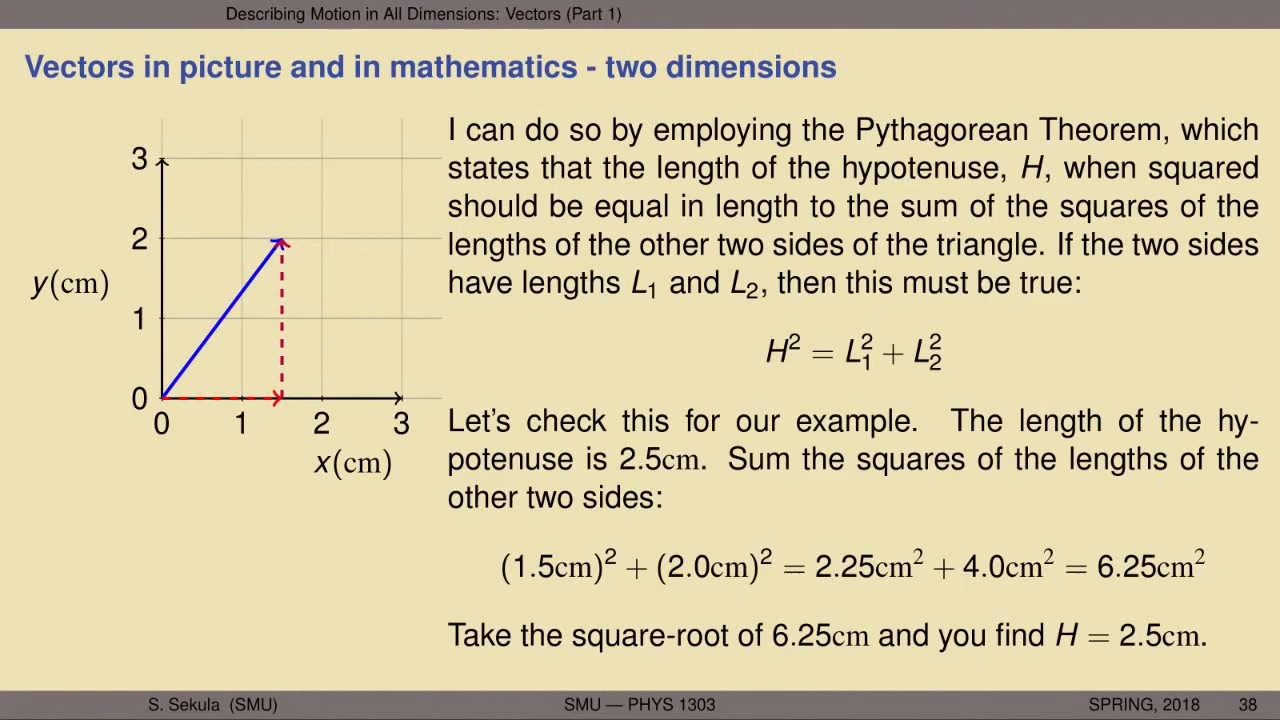 Describing Motion in All Dimensions: Vectors (Part 1)
Vectors in picture and in mathematics - two dimensions
3
2
1
0
y(cm)
0 1 2 3
x(cm)
I can do so by employing the Pythagorean Theorem, which
states that the length of the hypotenuse, H, when squared
should be equal in length to the sum of the squares of the
lengths of the other two sides of the triangle. If the two sides
have lengths L₁ and L₂, then this must be true:
H² = L₁² + L₂²
Let's check this for our example. The length of the hy-
potenuse is 2.5cm. Sum the squares of the lengths of the
other two sides:
(1.5cm)² + (2.0cm)² = 2.25cm² + 4.0cm² = 6.25cm²
Take the square-root of 6.25cm and you find H = 2.5cm.
S. Sekula (SMU) SMU — PHYS 1303 SPRING, 2018 38